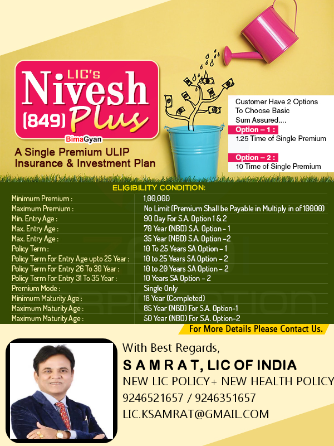 LIC's
Nivesh
(849) Plus
BimaGyan
A Single Premium ULIP
Insurance & Investment Plan
Customer Have 2 Options
To Choose Basic
Sum Assured....
Option – 1 :
1.25 Time of Single Premium
Option – 2 :
10 Time of Single Premium
ELIGIBILITY CONDITION:
Minimum Premium : 1,00,000
Maximum Premium : No Limit (Premium Shall be Payable in Multiply in of 10000)
Min. Entry Age : 90 Day For S.A. Option 1 & 2
Max. Entry Age : 70 Year (NBD) S.A. Option – 1
Max. Entry Age : 35 Year (NBD) S.A. Option –2
Policy Term : 10 To 25 Years SA Option – 1
Policy Term For Entry Age upto 25 Year : 10 to 25 Years SA Option – 2
Policy Term For Entry 26 To 30 Year : 10 to 20 Years SA Option – 2
Policy Term For Entry 31 To 35 Year : 10 Years SA Option – 2
Premium Mode : Single Only
Minimum Maturity Age : 18 Year (Completed)
Maximum Maturity Age : 85 Year (NBD) For SA. Option-1
Maximum Maturity Age : 50 Year (NBD) For SA. Option-2
For More Details Please Contact Us.
With Best Regards,
S A M R A T, LIC OF INDIA
NEW LIC POLICY+ NEW HEALTH POLICY
9246521657 / 9246351657
LIC.KSAMRAT@GMAIL.COM